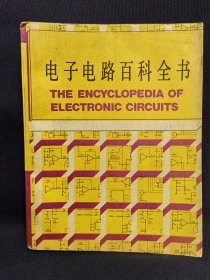 电子电路百科全书
THE ENCYCLOPEDIA OF
ELECTRONIC CIRCUITS